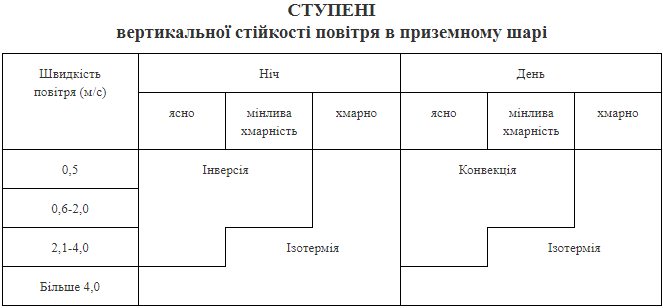 СТУПЕНІ
вертикальної стійкості повітря в приземному шарі
Швидкість
повітря (м/с)
Ніч
День
ясно
мінлива
хмарність
хмарно
ясно
мінлива
хмарність
хмарно
0,5
Інверсія
Конвекція
0,6-2,0
2,1-4,0
Ізотермія
Ізотермія
Більше 4,0